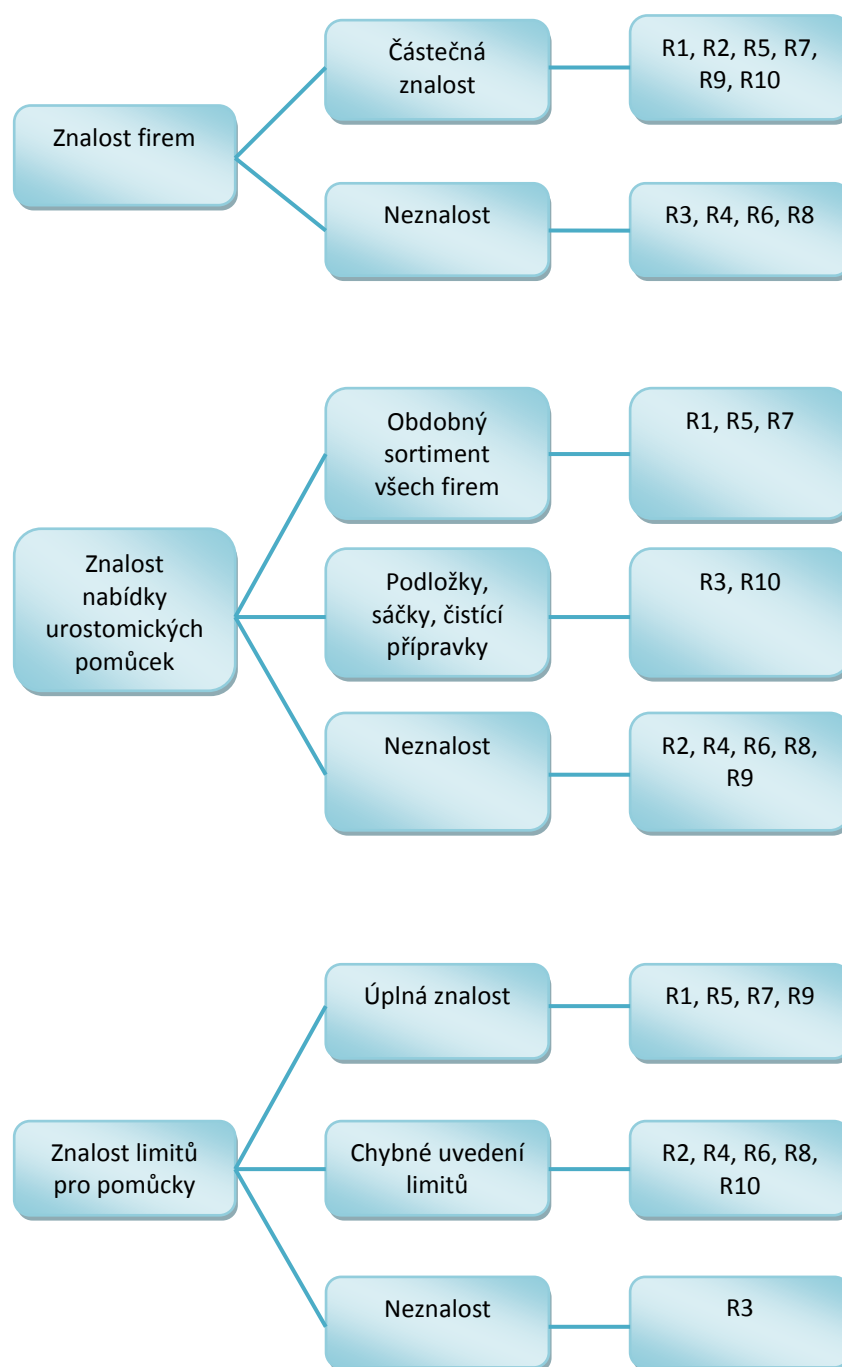 Částečná
znalost
R1, R2, R5, R7,
R9, R10
Znalost firem
Neznalost
R3, R4, R6, R8
Obdobný
sortiment
všech firem
R1, R5, R7
Znalost
nabídky
urostomických
pomůcek
Podložky,
sáčky, čistící
přípravky
R3, R10
Neznalost
R2, R4, R6, R8,
R9
Úplná znalost
R1, R5, R7, R9
Znalost limitů
pro pomůcky
Chybné uvedení
limitů
R2, R4, R6, R8,
R10
Neznalost
R3